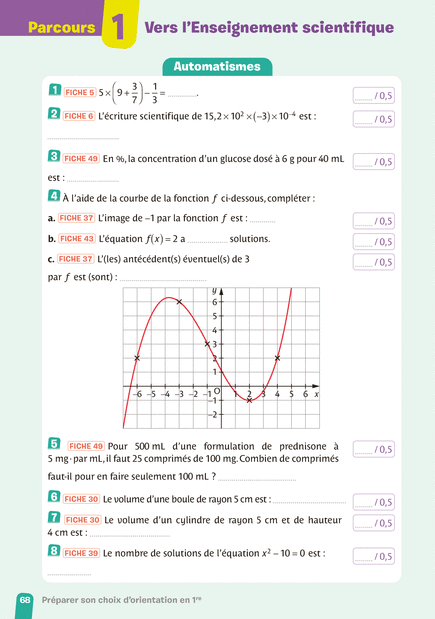 Parcours 1 Vers l'Enseignement scientifique
Automatismes
1 FICHE 5 5 × (9 + 3/7) − 1/3 = ............. . ........ / 0,5
2 FICHE 6 L'écriture scientifique de 15,2 × 10² × (−3) × 10⁻⁴ est : ........ / 0,5
..............................
3 FICHE 49 En %, la concentration d'un glucose dosé à 6 g pour 40 mL ........ / 0,5
est : ......................
4 À l'aide de la courbe de la fonction f ci-dessous, compléter :
a. FICHE 37 L'image de −1 par la fonction f est : ........... ........ / 0,5
b. FICHE 43 L'équation f(x) = 2 a ................. solutions. ........ / 0,5
c. FICHE 37 L'(les) antécédent(s) éventuel(s) de 3 ........ / 0,5
par f est (sont) : .....................................
y
6
5
4
3
2
1
−6 −5 −4 −3 −2 −1 O 1 2 3 4 5 6 x
−1
−2
5 FICHE 49 Pour 500 mL d'une formulation de prednisone à ........ / 0,5
5 mg · par mL, il faut 25 comprimés de 100 mg. Combien de comprimés
faut-il pour en faire seulement 100 mL ? .................................
6 FICHE 30 Le volume d'une boule de rayon 5 cm est : ............................... ........ / 0,5
7 FICHE 30 Le volume d'un cylindre de rayon 5 cm et de hauteur ........ / 0,5
4 cm est : ..................................
8 FICHE 39 Le nombre de solutions de l'équation x² − 10 = 0 est : ........ / 0,5
...................
68 Préparer son choix d'orientation en 1re